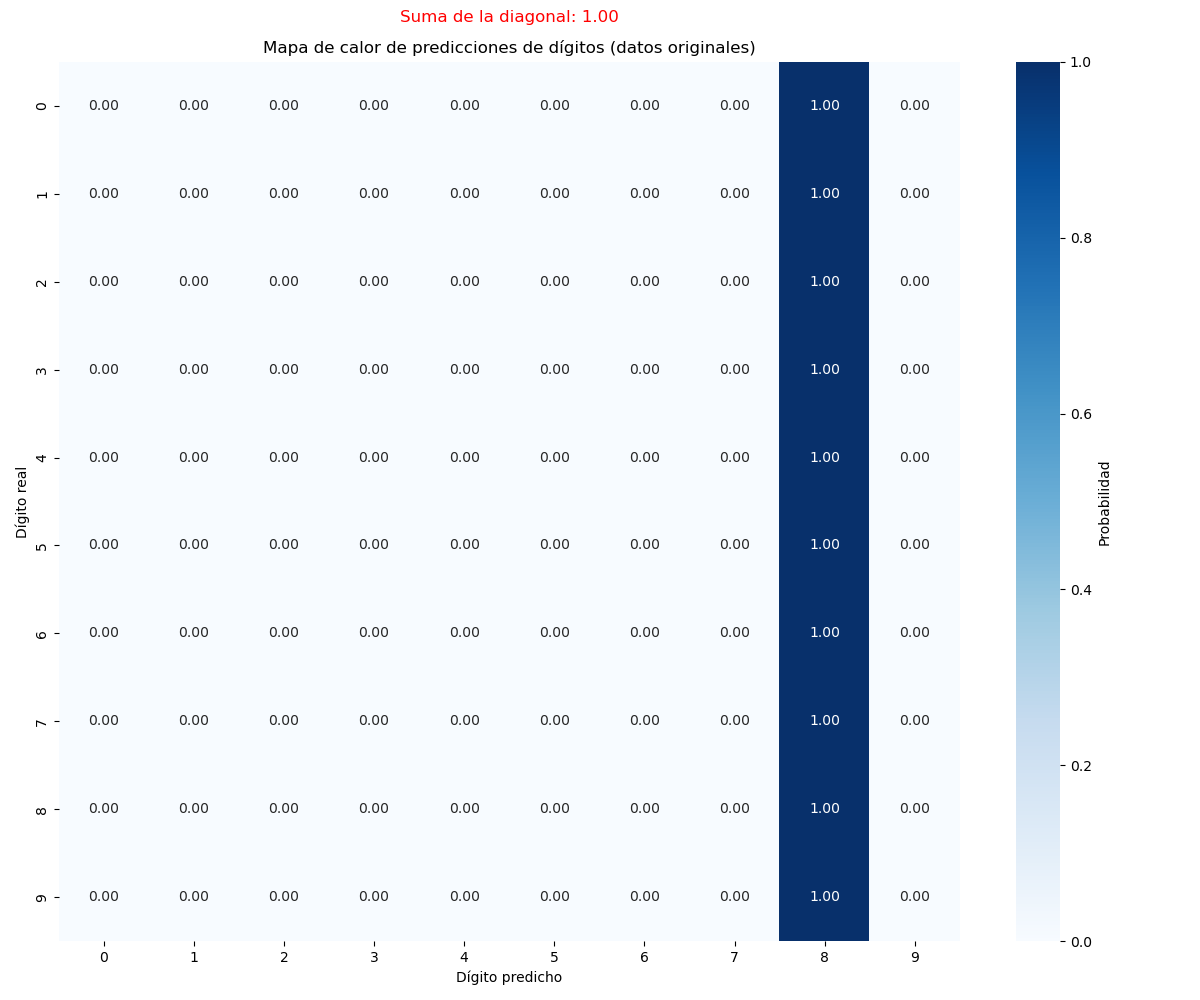 Suma de la diagonal: 1.00
Mapa de calor de predicciones de dígitos (datos originales)
0 0.00 0.00 0.00 0.00 0.00 0.00 0.00 0.00 1.00 0.00
1 0.00 0.00 0.00 0.00 0.00 0.00 0.00 0.00 1.00 0.00
2 0.00 0.00 0.00 0.00 0.00 0.00 0.00 0.00 1.00 0.00
3 0.00 0.00 0.00 0.00 0.00 0.00 0.00 0.00 1.00 0.00
4 0.00 0.00 0.00 0.00 0.00 0.00 0.00 0.00 1.00 0.00
5 0.00 0.00 0.00 0.00 0.00 0.00 0.00 0.00 1.00 0.00
6 0.00 0.00 0.00 0.00 0.00 0.00 0.00 0.00 1.00 0.00
7 0.00 0.00 0.00 0.00 0.00 0.00 0.00 0.00 1.00 0.00
8 0.00 0.00 0.00 0.00 0.00 0.00 0.00 0.00 1.00 0.00
9 0.00 0.00 0.00 0.00 0.00 0.00 0.00 0.00 1.00 0.00
0 1 2 3 4 5 6 7 8 9
Dígito predicho
Dígito real
1.0
0.8
0.6
0.4
0.2
0.0
Probabilidad